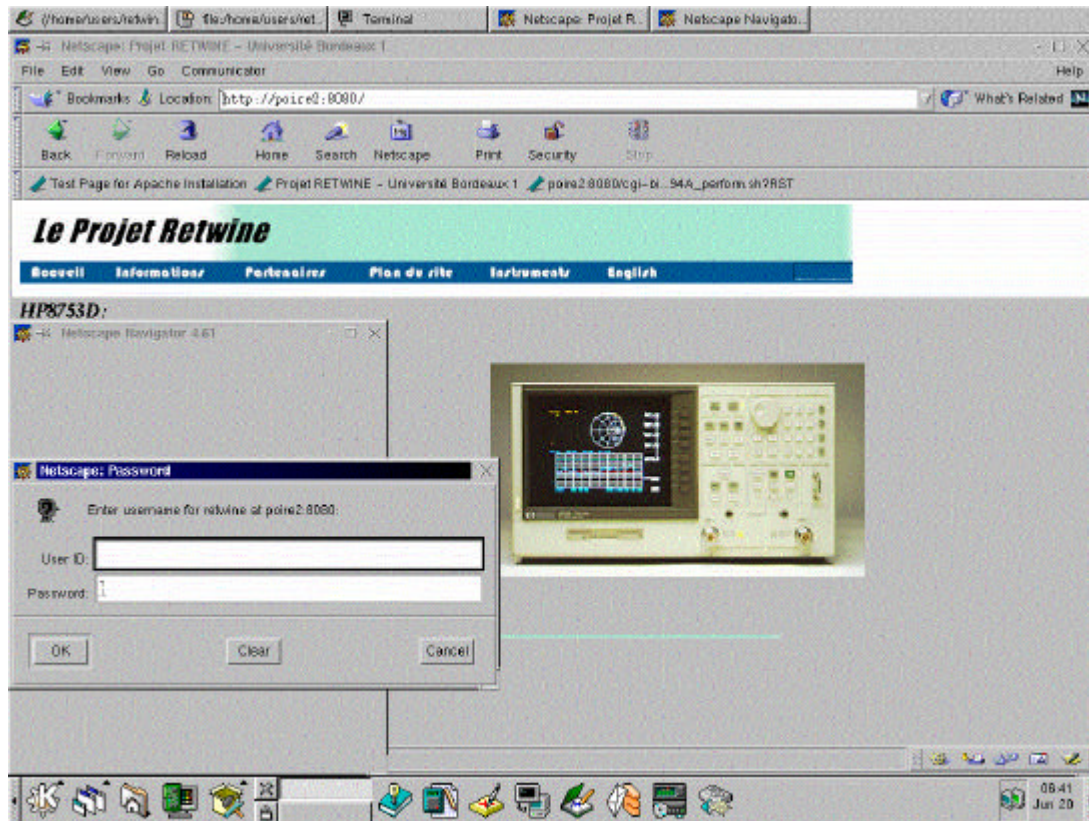 (/home/users/retwin.. file:/home/users/ret.. Terminal Netscape: Projet R.. Netscape Navigato..
Netscape: Projet RETWINE - Université Bordeaux 1
File Edit View Go Communicator Help
Bookmarks Location: http://poire2:8080/ What's Related
Back Forward Reload Home Search Netscape Print Security Stop
Test Page for Apache Installation Projet RETWINE - Université Bordeaux 1 poire2:8080/cgi-bi...94A_perform.sh?RST
Le Projet Retwine
Accueil Informations Partenaires Plan du site Instruments English
HP8753D:
Netscape Navigator 4.61
Netscape: Password
Enter username for retwine at poire2:8080:
User ID:
Password:
OK Clear Cancel
06:41
Jun 20